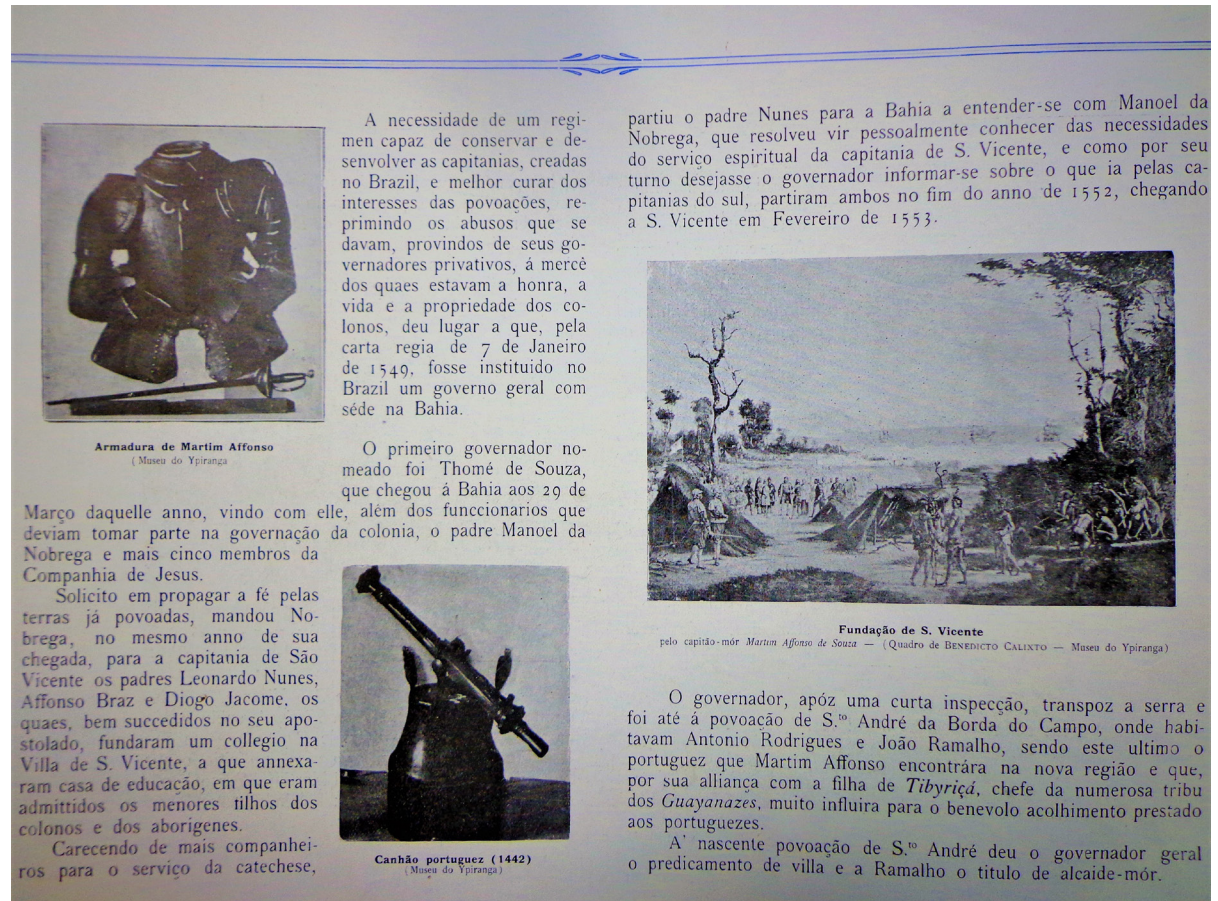 A necessidade de um regi-
men capaz de conservar e de-
senvolver as capitanias, creadas
no Brazil, e melhor curar dos
interesses das povoações, re-
primindo os abusos que se
davam, provindos de seus go-
vernadores privativos, á mercê
dos quaes estavam a honra, a
vida e a propriedade dos co-
lonos, deu lugar a que, pela
carta regia de 7 de Janeiro
de 1549, fosse instituido no
Brazil um governo geral com
séde na Bahia.
Armadura de Martim Affonso
(Museu do Ypiranga
O primeiro governador no-
meado foi Thomé de Souza,
que chegou á Bahia aos 29 de
Março daquelle anno, vindo com elle, além dos funccionarios que
deviam tomar parte na governação da colonia, o padre Manoel da
Nobrega e mais cinco membros da
Companhia de Jesus.
Solicito em propagar a fé pelas
terras já povoadas, mandou No-
brega, no mesmo anno de sua
chegada, para a capitania de São
Vicente os padres Leonardo Nunes,
Affonso Braz e Diogo Jacome, os
quaes, bem succedidos no seu apo-
stolado, fundaram um collegio na
Villa de S. Vicente, a que annexa-
ram casa de educação, em que eram
admittidos os menores filhos dos
colonos e dos aborigenes.
Carecendo de mais companhei-
ros para o serviço da catechese,
Canhão portuguez (1442)
(Museu do Ypiranga)
partiu o padre Nunes para a Bahia a entender-se com Manoel da
Nobrega, que resolveu vir pessoalmente conhecer das necessidades
do serviço espiritual da capitania de S. Vicente, e como por seu
turno desejasse o governador informar-se sobre o que ia pelas ca-
pitanias do sul, partiram ambos no fim do anno de 1552, chegando
a S. Vicente em Fevereiro de 1553.
Fundação de S. Vicente
pelo capitão-mór Martim Affonso de Souza — (Quadro de BENEDICTO CALIXTO — Museu do Ypiranga)
O governador, apóz uma curta inspecção, transpoz a serra e
foi até á povoação de S.to André da Borda do Campo, onde habi-
tavam Antonio Rodrigues e João Ramalho, sendo este ultimo o
portuguez que Martim Affonso encontrára na nova região e que,
por sua alliança com a filha de Tibyriçá, chefe da numerosa tribu
dos Guayanazes, muito influira para o benevolo acolhimento prestado
aos portuguezes.
A' nascente povoação de S.to André deu o governador geral
o predicamento de villa e a Ramalho o titulo de alcaide-mór.